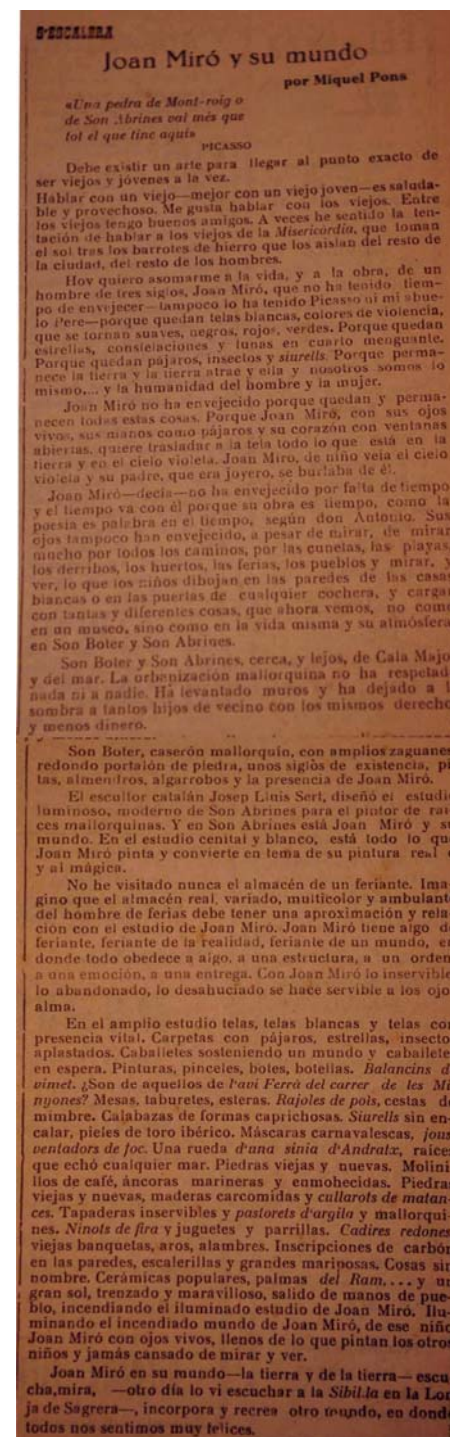 S'ESCALERA
Joan Miró y su mundo
por Miquel Pons
«Una pedra de Mont-roig o
de Son Abrines val més que
tot el que tinc aquí»
PICASSO
Debe existir un arte para llegar al punto exacto de
ser viejos y jóvenes a la vez.
Hablar con un viejo—mejor con un viejo joven—es saluda-
ble y provechoso. Me gusta hablar con los viejos. Entre
los viejos tengo buenos amigos. A veces he sentido la ten-
tación de hablar a los viejos de la Misericòrdia, que toman
el sol tras los barrotes de hierro que los aislan del resto de
la ciudad, del resto de los hombres.
Hoy quiero asomarme a la vida, y a la obra, de un
hombre de tres siglos, Joan Miró, que no ha tenido tiem-
po de envejecer—tampoco lo ha tenido Picasso ni mi abue-
lo Pere—porque quedan telas blancas, colores de violencia,
que se tornan suaves, negros, rojos, verdes. Porque quedan
estrellas, constelaciones y lunas en cuarto menguante.
Porque quedan pájaros, insectos y siurells. Porque perma-
nece la tierra y la tierra atrae y ella y nosotros somos lo
mismo,... y la humanidad del hombre y la mujer.
Joan Miró no ha envejecido porque quedan y perma-
necen todas estas cosas. Porque Joan Miró, con sus ojos
vivos, sus manos como pájaros y su corazón con ventanas
abiertas, quiere trasladar a la tela todo lo que está en la
tierra y en el cielo violeta. Joan Miró, de niño veía el cielo
violeta y su padre, que era joyero, se burlaba de él.
Joan Miró—decía—no ha envejecido por falta de tiempo
y el tiempo va con él porque su obra es tiempo, como la
poesía es palabra en el tiempo, según don Antonio. Sus
ojos tampoco han envejecido, a pesar de mirar, de mirar
mucho por todos los caminos, por las cunetas, las playas,
los derribos, los huertos, las ferias, los pueblos y mirar, y
ver, lo que los niños dibojan en las paredes de las casas
blancas o en las puertas de cualquier cochera, y cargar
con tantas y diferentes cosas, que ahora vemos, no como
en un museo, sino como en la vida misma y su atmósfera
en Son Boter y Son Abrines.
Son Boter y Son Abrines, cerca, y lejos, de Cala Majo
y del mar. La urbenización mallorquina no ha respetad
nada ni a nadie. Ha levantado muros y ha dejado a l
sombra a tantos hijos de vecino con los mismos derecho
y menos dinero.
Son Boter, caserón mallorquín, con amplios zaguanes
redondo portalón de piedra, unos siglos de existencia, pi
tas, almendros, algarrobos y la presencia de Joan Miró.
El escultor catalán Josep Lluis Sert, diseñó el estudio
luminoso, moderno de Son Abrines para el pintor de raí
ces mallorquinas. Y en Son Abrines está Joan Miró y su
mundo. En el estudio cenital y blanco, está todo lo que
Joan Miró pinta y convierte en tema de su pintura real
y al mágica.
No he visitado nunca el almacén de un feriante. Ima
gino que el almacén real, variado, multicolor y ambulant
del hombre de ferias debe tener una aproximación y rela
ción con el estudio de Joan Miró. Joan Miró tiene algo d
feriante, feriante de la realidad, feriante de un mundo, en
donde todo obedece a algo, a una estructura, a un orden
a una emoción, a una entrega. Con Joan Miró lo inservible
lo abandonado, lo desahuciado se hace servible a los ojo
alma.
En el amplio estudio telas, telas blancas y telas con
presencia vital. Carpetas con pájaros, estrellas, insecto
aplastados. Caballetes sosteniendo un mundo y caballete
en espera. Pinturas, pinceles, botes, botellas. Balancins d
vimet. ¿Son de aquellos de l'avi Ferrà del carrer de les Mi
nyones? Mesas, taburetes, esteras. Rajoles de pols, cestas d
mimbre. Calabazas de formas caprichosas. Siurells sin en
calar, pieles de toro ibérico. Máscaras carnavalescas, jous
ventadors de foc. Una rueda d'una sinia d'Andratx, raíces
que echó cualquier mar. Piedras viejas y nuevas. Molini
llos de café, áncoras marineras y enmohecidas. Piedras
viejas y nuevas, maderas carcomidas y cullarots de matan-
ces. Tapaderas inservibles y pastorets d'argila y mallorqui-
nes. Ninots de fira y juguetes y parrillas. Cadires redones
viejas banquetas, aros, alambres. Inscripciones de carbón
en las paredes, escalerillas y grandes mariposas. Cosas sin
nombre. Cerámicas populares, palmas del Ram.... y un
gran sol, trenzado y maravilloso, salido de manos de pue-
blo, incendiando el iluminado estudio de Joan Miró. Ilu-
minando el incendiado mundo de Joan Miró, de ese niño
Joan Miró con ojos vivos, llenos de lo que pintan los otros
niños y jamás cansado de mirar y ver.
Joan Miró en su mundo—la tierra y de la tierra—escu
cha,mira, —otro día lo vi escuchar a la Sibil.la en la Lon
ja de Sagrera—, incorpora y recrea otro mundo, en donde
todos nos sentimos muy felices.